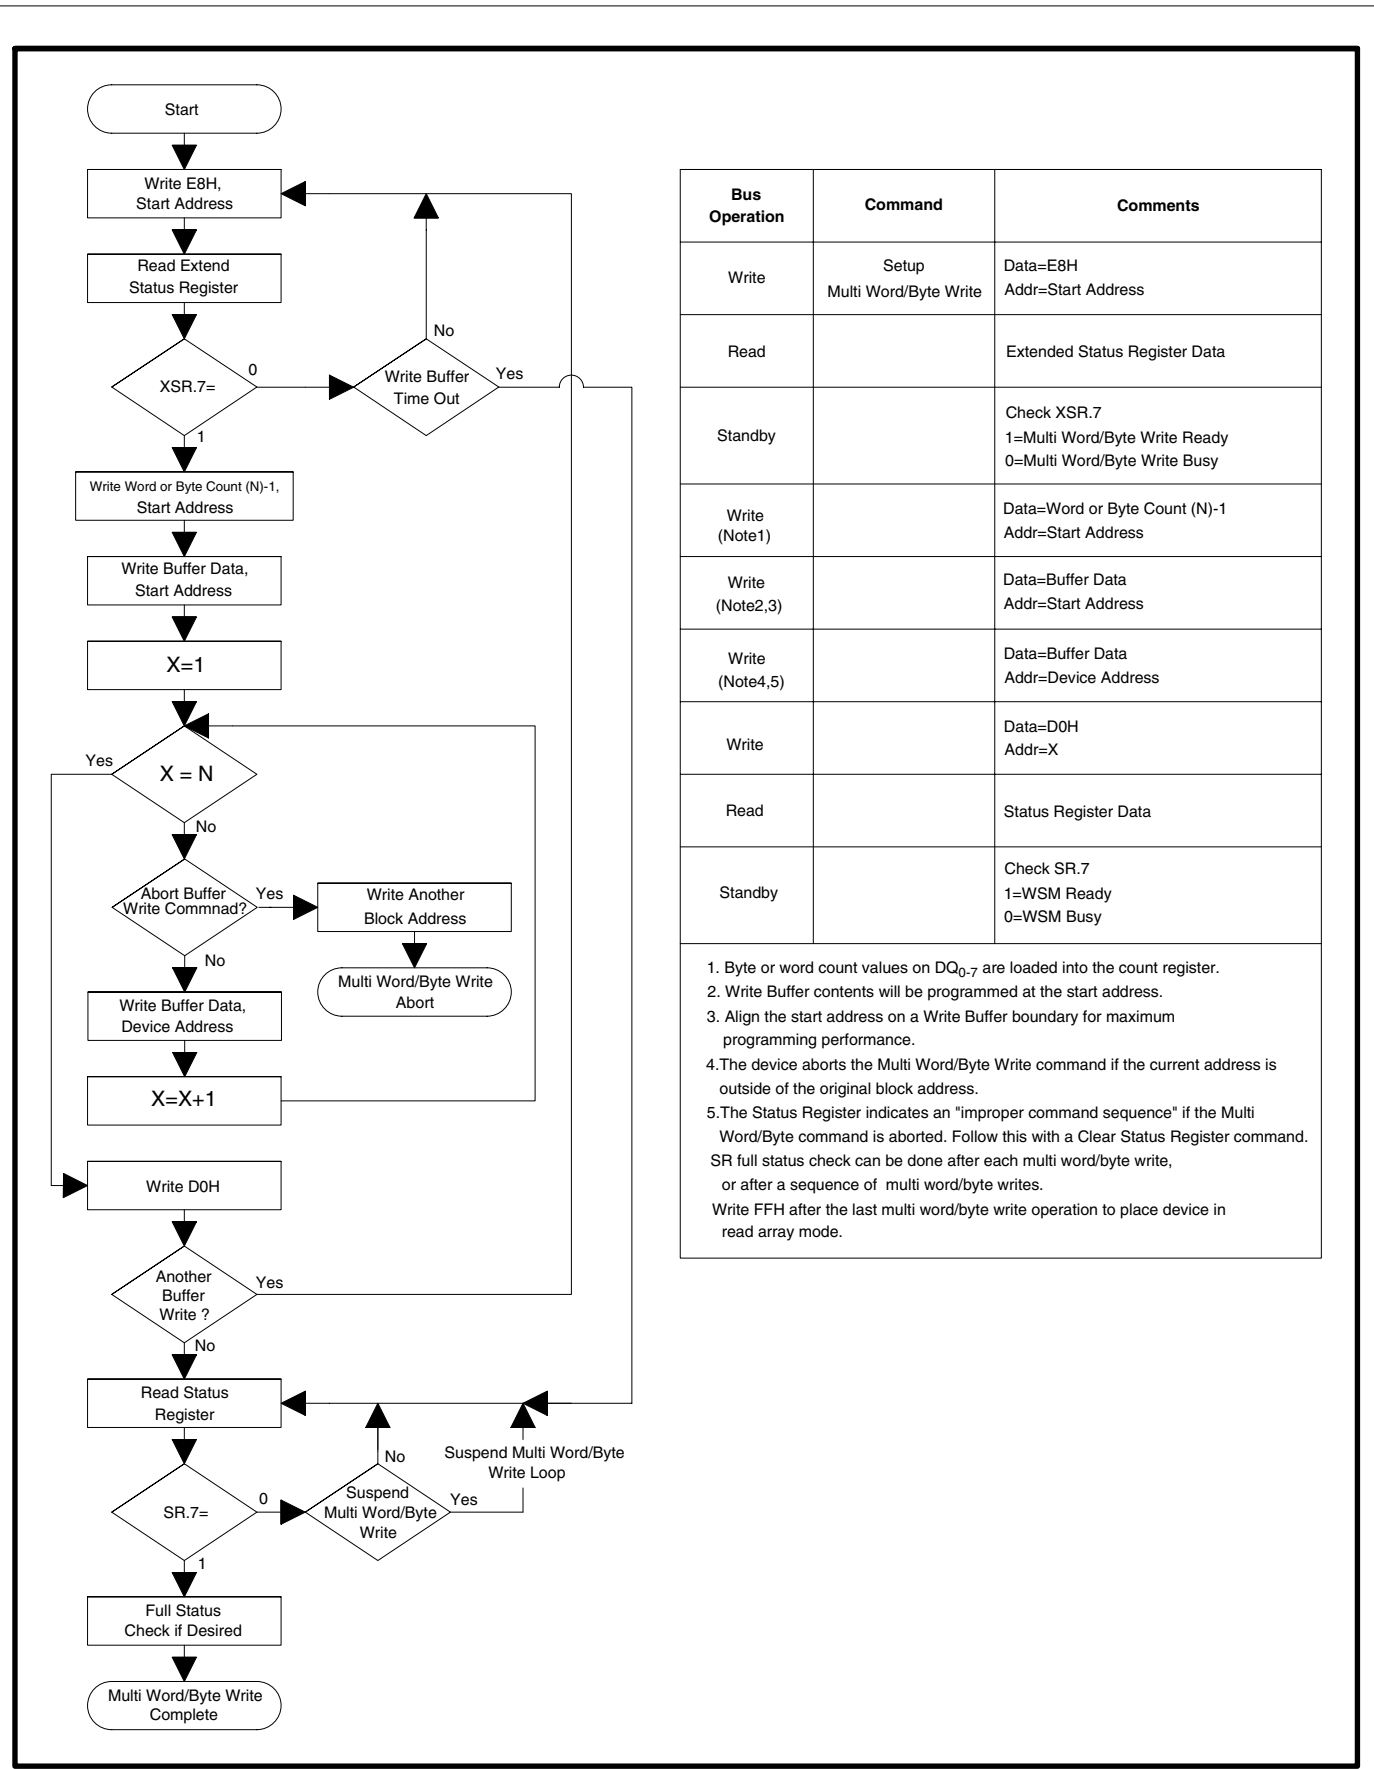 Start
Write E8H,
Start Address
Read Extend
Status Register
No
XSR.7=
0
Write Buffer
Time Out
Yes
1
Write Word or Byte Count (N)-1,
Start Address
Write Buffer Data,
Start Address
X=1
Yes
X = N
No
Abort Buffer
Write Commnad?
Yes
Write Another
Block Address
No
Multi Word/Byte Write
Abort
Write Buffer Data,
Device Address
X=X+1
Write D0H
Another
Buffer
Write ?
Yes
No
Read Status
Register
No
Suspend Multi Word/Byte
Write Loop
SR.7=
0
Suspend
Multi Word/Byte
Write
Yes
1
Full Status
Check if Desired
Multi Word/Byte Write
Complete
Bus
Operation
Command
Comments
Write
Setup
Multi Word/Byte Write
Data=E8H
Addr=Start Address
Read
Extended Status Register Data
Standby
Check XSR.7
1=Multi Word/Byte Write Ready
0=Multi Word/Byte Write Busy
Write
(Note1)
Data=Word or Byte Count (N)-1
Addr=Start Address
Write
(Note2,3)
Data=Buffer Data
Addr=Start Address
Write
(Note4,5)
Data=Buffer Data
Addr=Device Address
Write
Data=D0H
Addr=X
Read
Status Register Data
Standby
Check SR.7
1=WSM Ready
0=WSM Busy
1. Byte or word count values on DQ0-7 are loaded into the count register.
2. Write Buffer contents will be programmed at the start address.
3. Align the start address on a Write Buffer boundary for maximum
programming performance.
4.The device aborts the Multi Word/Byte Write command if the current address is
outside of the original block address.
5.The Status Register indicates an "improper command sequence" if the Multi
Word/Byte command is aborted. Follow this with a Clear Status Register command.
SR full status check can be done after each multi word/byte write,
or after a sequence of multi word/byte writes.
Write FFH after the last multi word/byte write operation to place device in
read array mode.